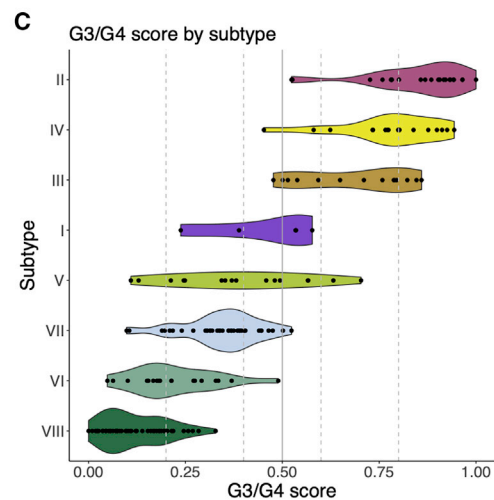 C
G3/G4 score by subtype
II
IV
III
I
V
VII
VI
VIII
Subtype
0.00 0.25 0.50 0.75 1.00
G3/G4 score